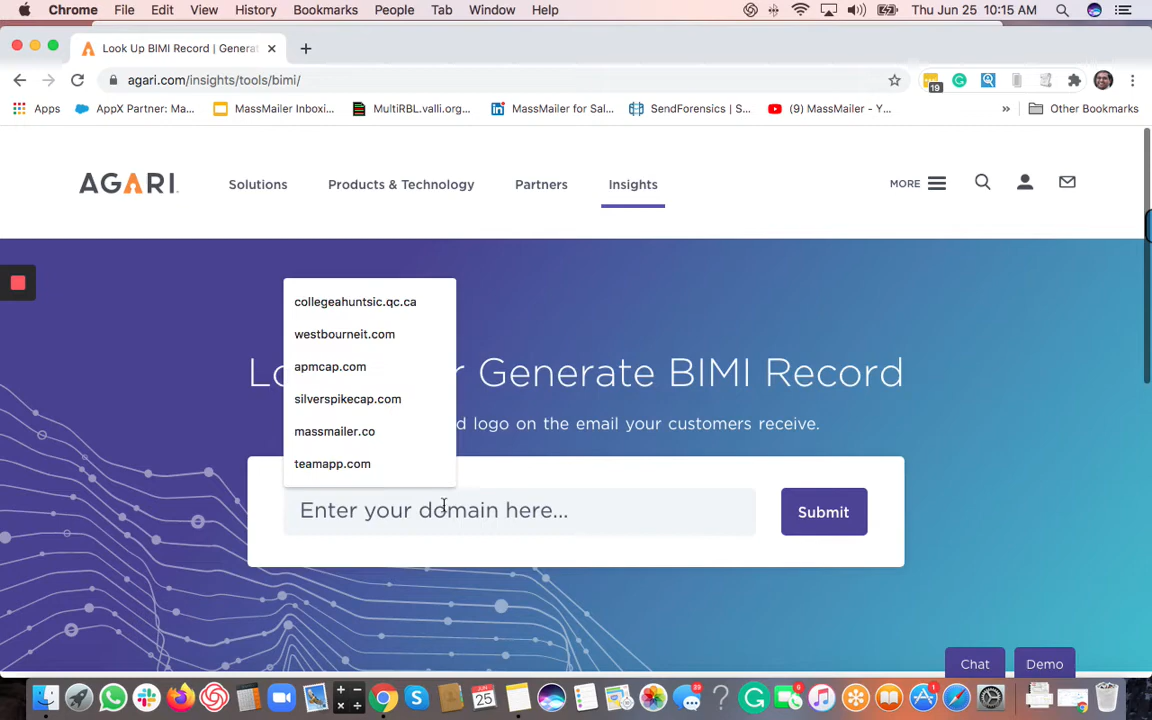 Chrome File Edit View History Bookmarks People Tab Window Help Thu Jun 25 10:15 AM
Look Up BIMI Record | Generat
agari.com/insights/tools/bimi/
19
Apps AppX Partner: Ma... MassMailer Inboxi... MultiRBL.valli.org... MassMailer for Sal... SendForensics | S... (9) MassMailer - Y... » Other Bookmarks
AGARI Solutions Products & Technology Partners Insights MORE
collegeahuntsic.qc.ca
westbourneit.com
apmcap.com
silverspikecap.com
massmailer.co
teamapp.com
Generate BIMI Record
d logo on the email your customers receive.
Enter your domain here...
Submit
Chat Demo
JUN
25